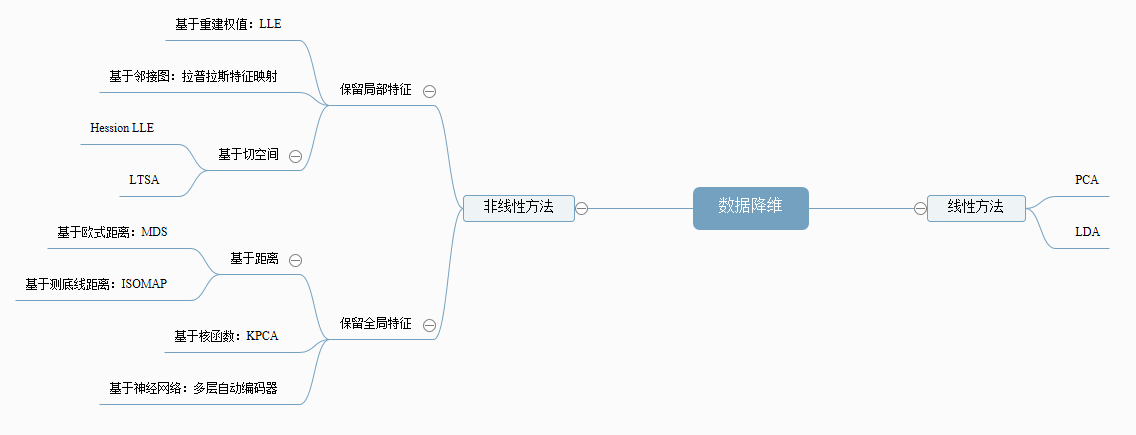 基于重建权值：LLE
基于邻接图：拉普拉斯特征映射
保留局部特征
Hession LLE
基于切空间
LTSA
非线性方法
数据降维
线性方法
PCA
LDA
基于欧式距离：MDS
基于距离
基于测底线距离：ISOMAP
保留全局特征
基于核函数：KPCA
基于神经网络：多层自动编码器